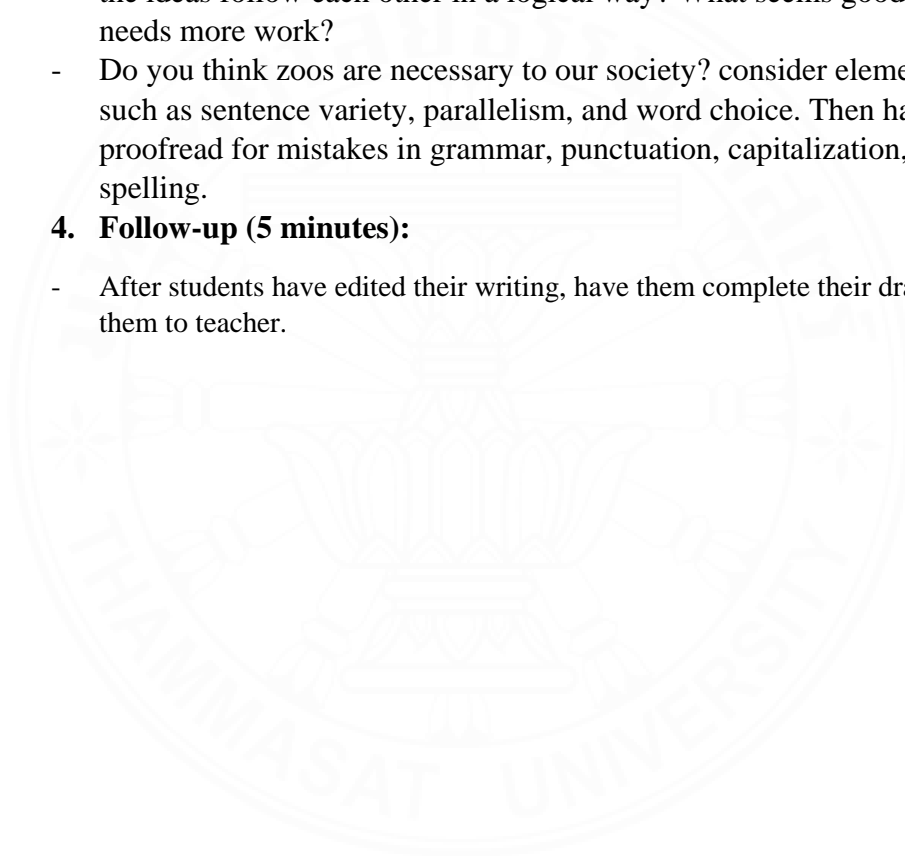 the ideas follow each other in a logical way? What seems good
needs more work?
- Do you think zoos are necessary to our society? consider
such as sentence variety, parallelism, and word choice. Then
proofread for mistakes in grammar, punctuation, capitalization,
spelling.
4. Follow-up (5 minutes):
- After students have edited their writing, have them complete their
them to teacher.
THAMMASAT UNIVERSITY